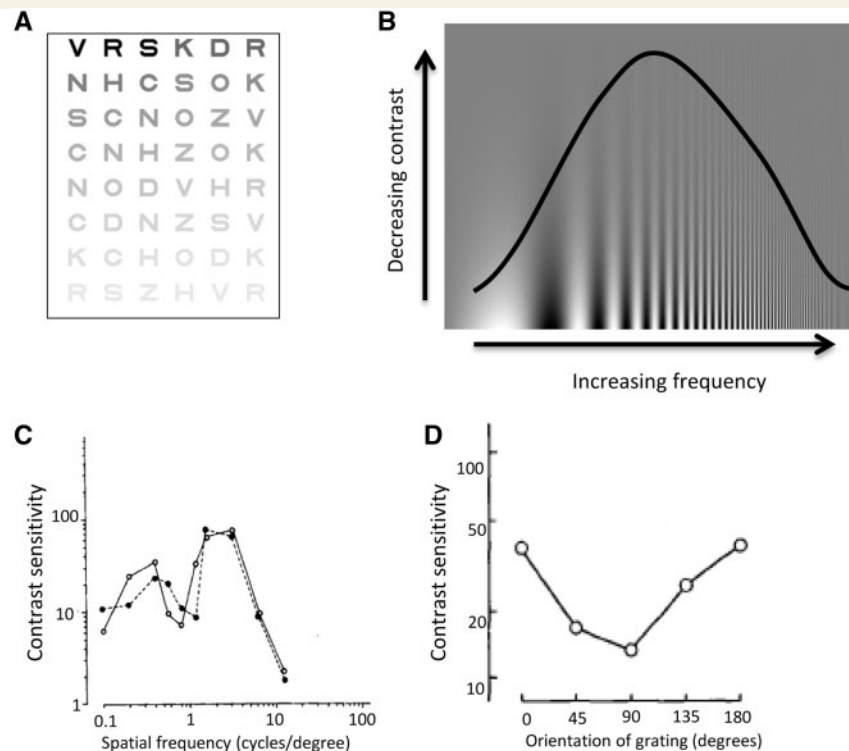 A
V R S K D R
N H C S O K
S C N O Z V
C N H Z O K
N O D V H R
C D N Z S V
K C H O D K
R S Z H V R
B
Decreasing contrast
Increasing frequency
C
Contrast sensitivity
100
10
1
0.1 1 10 100
Spatial frequency (cycles/degree)
D
Contrast sensitivity
100
50
20
10
0 45 90 135 180
Orientation of grating (degrees)